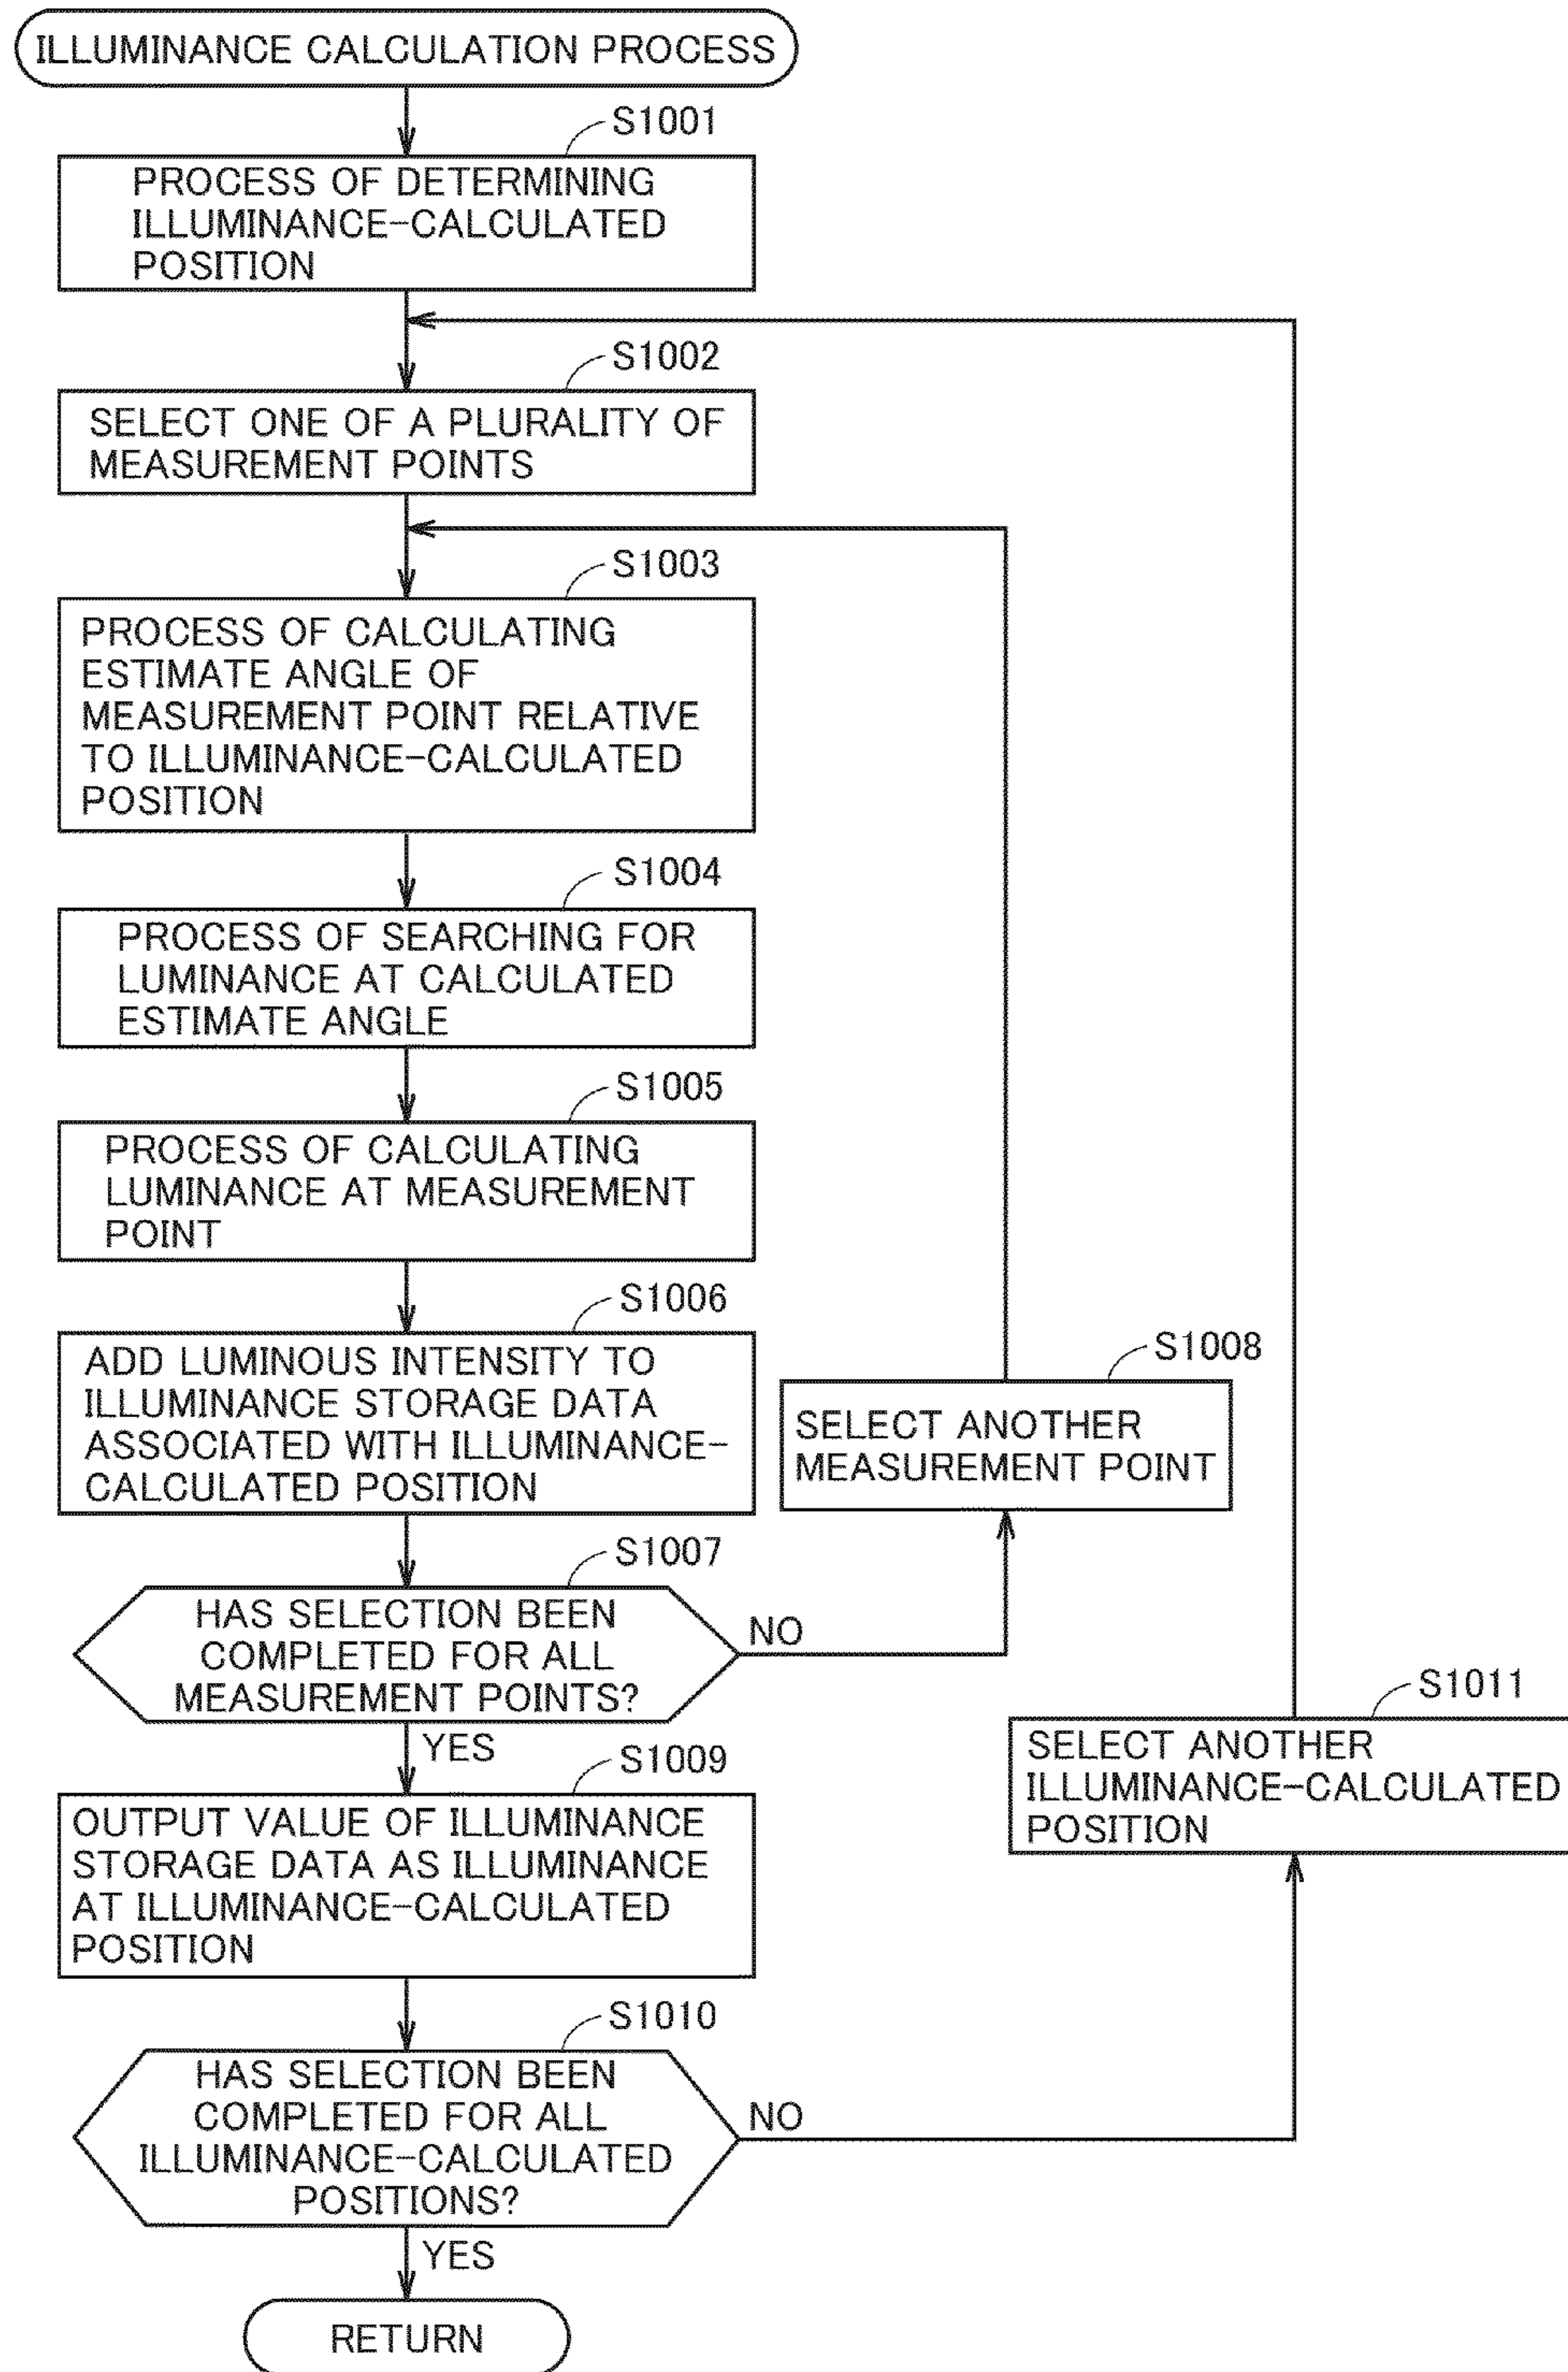 ILLUMINANCE CALCULATION PROCESS
S1001
PROCESS OF DETERMINING
ILLUMINANCE-CALCULATED
POSITION
S1002
SELECT ONE OF A PLURALITY OF
MEASUREMENT POINTS
S1003
PROCESS OF CALCULATING
ESTIMATE ANGLE OF
MEASUREMENT POINT RELATIVE
TO ILLUMINANCE-CALCULATED
POSITION
S1004
PROCESS OF SEARCHING FOR
LUMINANCE AT CALCULATED
ESTIMATE ANGLE
S1005
PROCESS OF CALCULATING
LUMINANCE AT MEASUREMENT
POINT
S1006
ADD LUMINOUS INTENSITY TO
ILLUMINANCE STORAGE DATA
ASSOCIATED WITH ILLUMINANCE-
CALCULATED POSITION
S1007
HAS SELECTION BEEN
COMPLETED FOR ALL
MEASUREMENT POINTS?
NO
S1008
SELECT ANOTHER
MEASUREMENT POINT
YES
S1009
OUTPUT VALUE OF ILLUMINANCE
STORAGE DATA AS ILLUMINANCE
AT ILLUMINANCE-CALCULATED
POSITION
S1010
HAS SELECTION BEEN
COMPLETED FOR ALL
ILLUMINANCE-CALCULATED
POSITIONS?
NO
S1011
SELECT ANOTHER
ILLUMINANCE-CALCULATED
POSITION
YES
RETURN